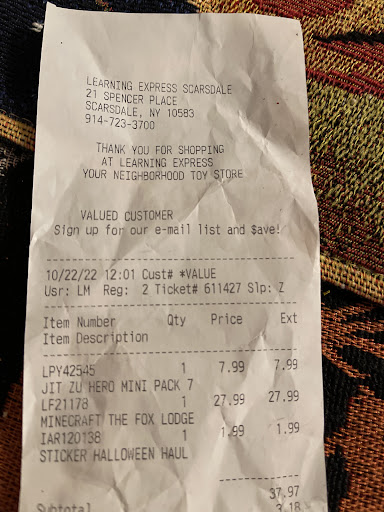 LEARNING EXPRESS SCARSDALE
21 SPENCER PLACE
SCARSDALE, NY 10583
914-723-3700
THANK YOU FOR SHOPPING
AT LEARNING EXPRESS
YOUR NEIGHBORHOOD TOY STORE
VALUED CUSTOMER
Sign up for our e-mail list and $ave!
10/22/22 12:01 Cust# *VALUE
Usr: LM Reg: 2 Ticket# 611427 Slp: Z
Item Number Qty Price Ext
Item Description
LPY42545 1 7.99 7.99
JIT ZU HERO MINI PACK 7
LF21178 1 27.99 27.99
MINECRAFT THE FOX LODGE
IAR120138 1 1.99 1.99
STICKER HALLOWEEN HAUL
37.97
Subtotal 3.18